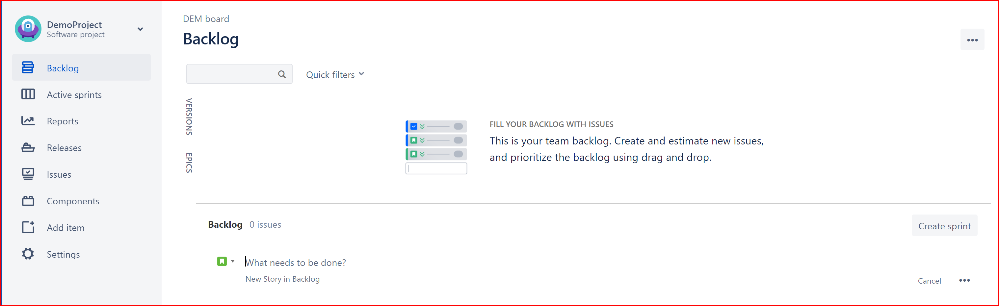 DemoProject
Software project
Backlog
Active sprints
Reports
Releases
Issues
Components
Add item
Settings
DEM board
Backlog
Quick filters
VERSIONS
EPICS
FILL YOUR BACKLOG WITH ISSUES
This is your team backlog. Create and estimate new issues,
and prioritize the backlog using drag and drop.
Backlog 0 issues
Create sprint
What needs to be done?
New Story in Backlog
Cancel